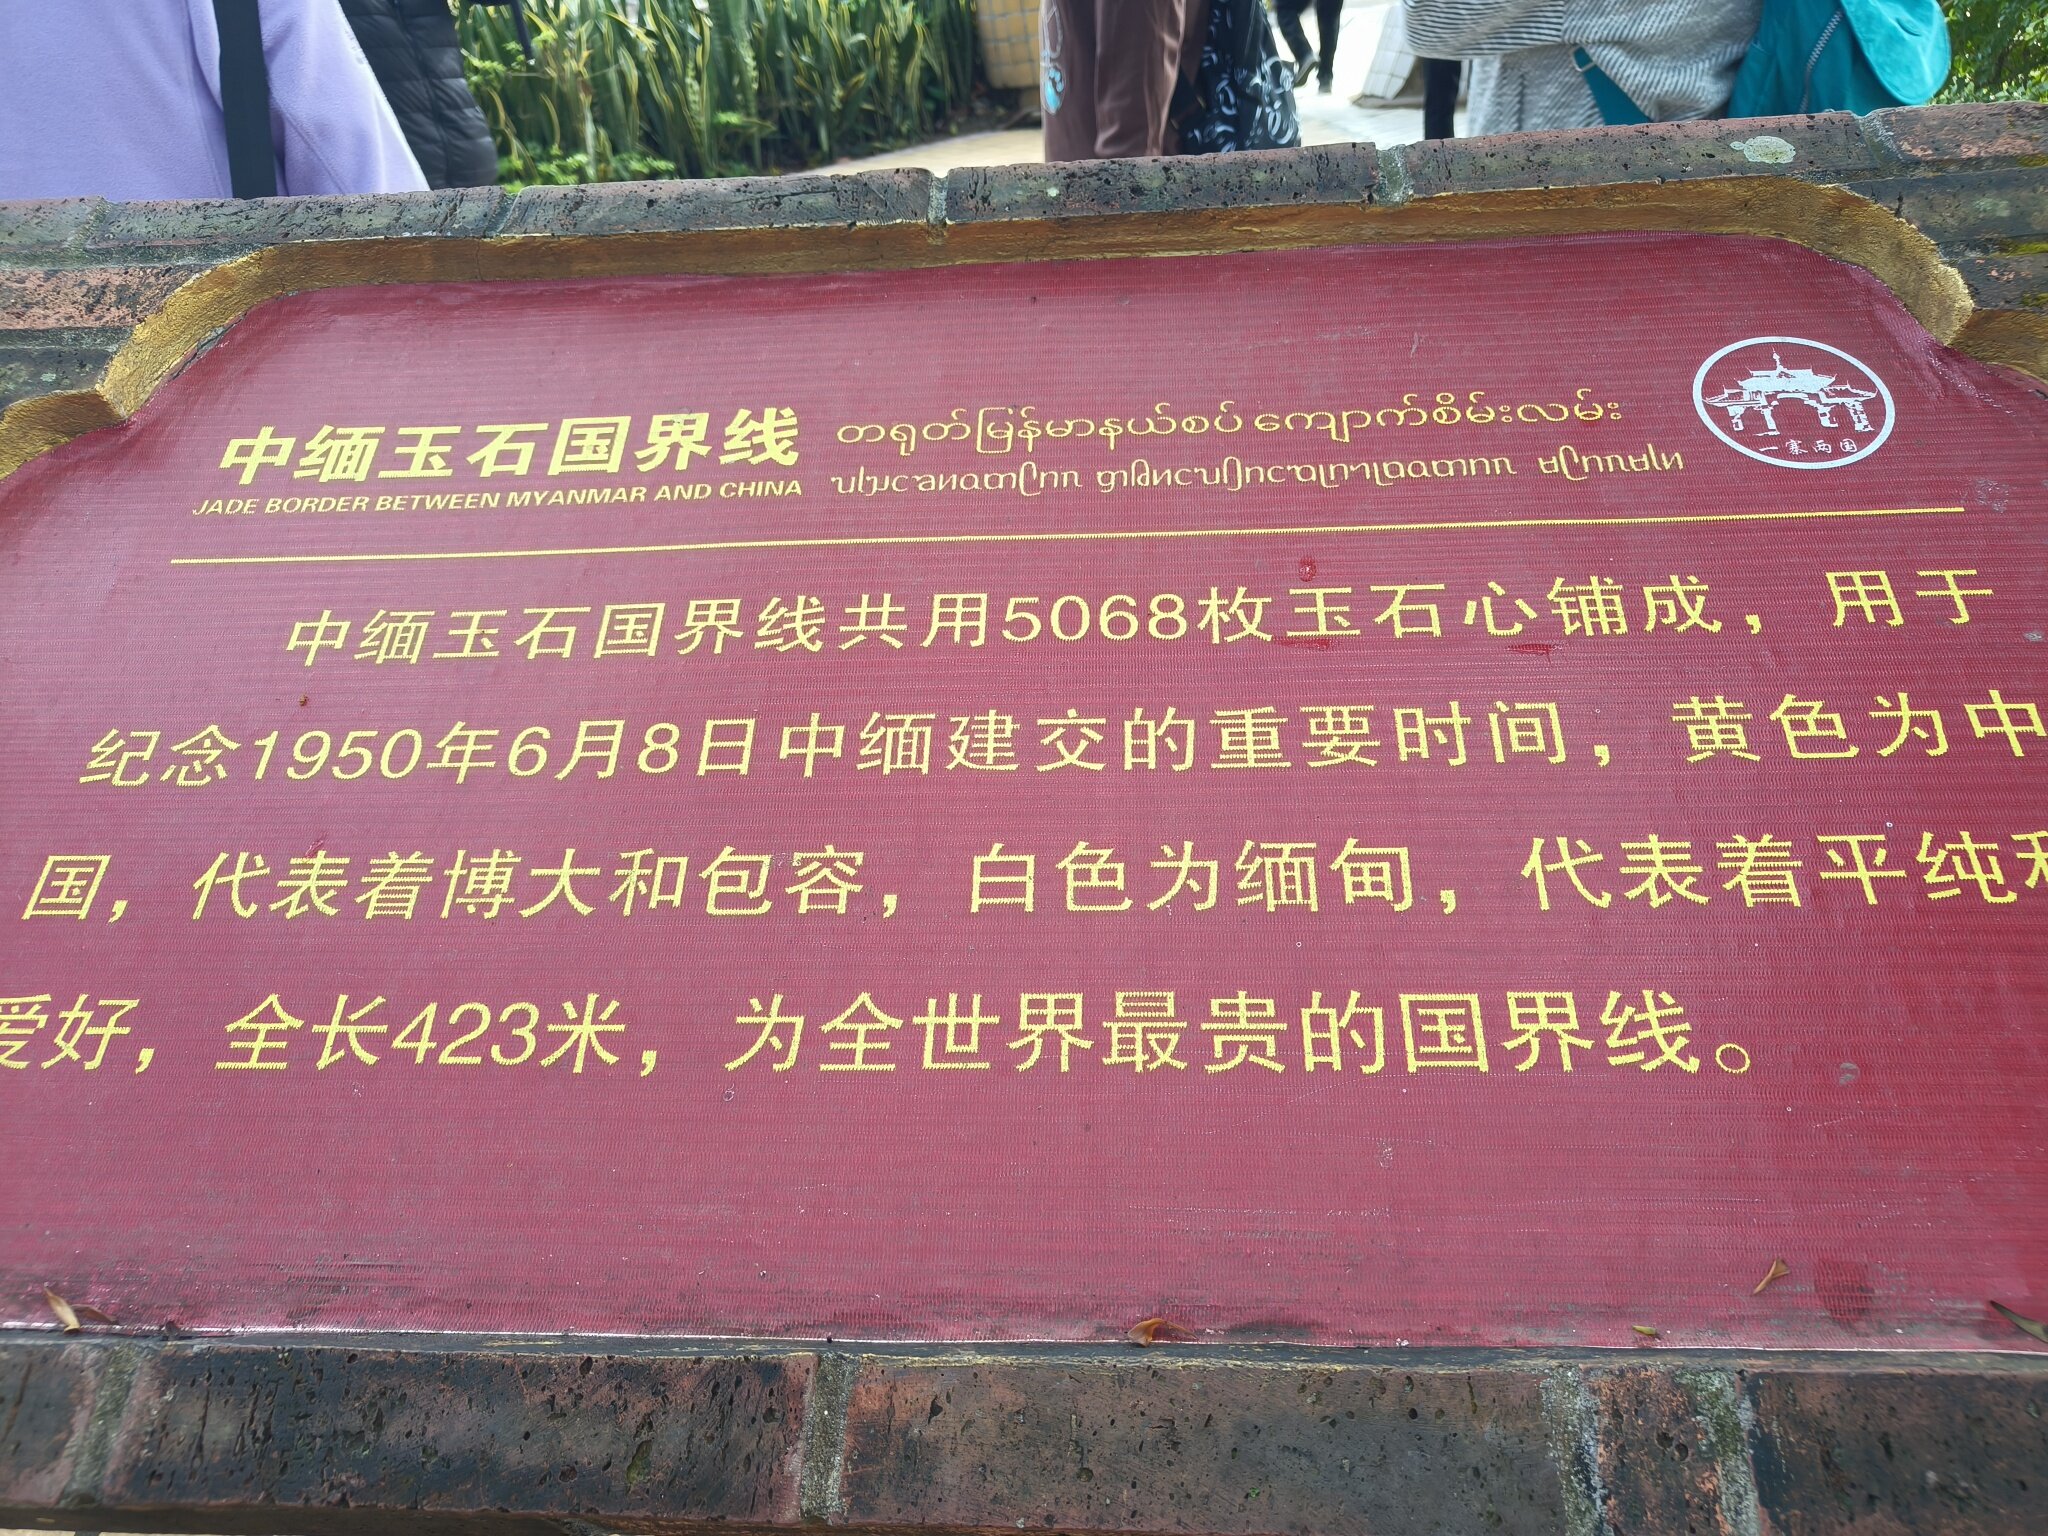 中缅玉石国界线
တရုတ်မြန်မာနယ်စပ် ကျောက်စိမ်းလမ်း
JADE BORDER BETWEEN MYANMAR AND CHINA
一寨两国
中缅玉石国界线共用5068枚玉石心铺成，用于
纪念1950年6月8日中缅建交的重要时间，黄色为中
国，代表着博大和包容，白色为缅甸，代表着平纯和
爱好，全长423米，为全世界最贵的国界线。